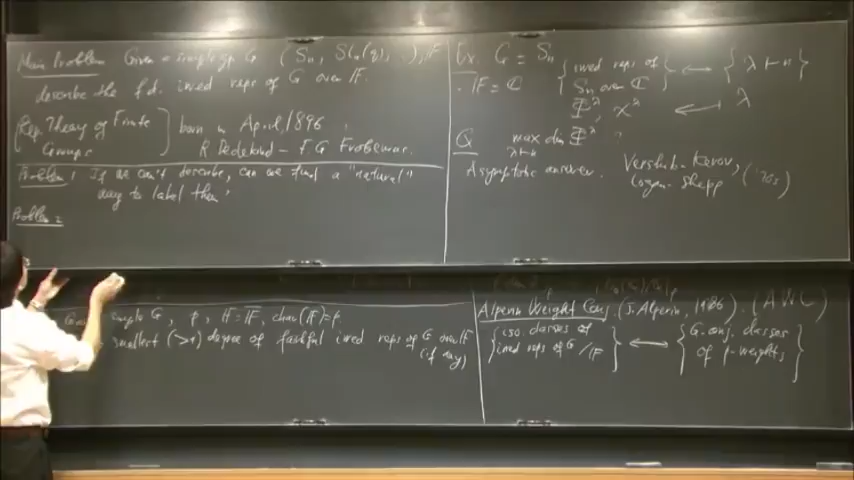 Main Problem Given a simple gp. G (Sn, SLn(q), ...), F
describe the f.d. irred reps of G over F.
[Rep. Theory of Finite Groups] born in April, 1896
R Dedekind - F.G. Frobenius.
Problem 1 If we can't describe, can we find a "natural"
way to label them?
Problem 2
Ex. G = Sn
F = ℂ
{ irred reps of Sn over ℂ } ↔ { λ ⊢ n }
χ^λ ← λ
Q max dim
λ⊢n
Asymptotic answer. Vershik-Kerov,
Logan-Shepp ('70s)
simple G, p, F = F̄, char(F) = p
smallest (>1) degree of faithful irred reps of G over F
(if any)
Alperin Weight Conj. (J. Alperin, 1986). (AWC)
{ iso classes of irred reps of G/F } ↔ { G-conj. classes of p-weights }